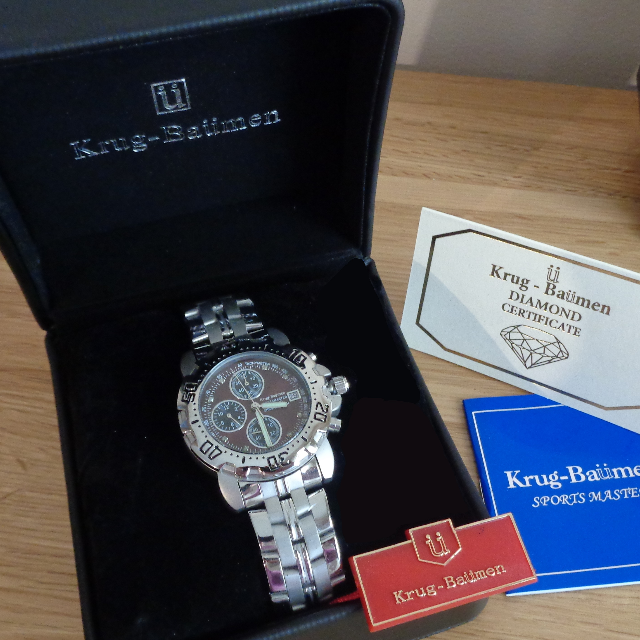 ü
Krug-Baümen
ü
Krug-Baümen
DIAMOND
CERTIFICATE
Krug-Baüme
SPORTS MASTE
ü
Krug-Baümen